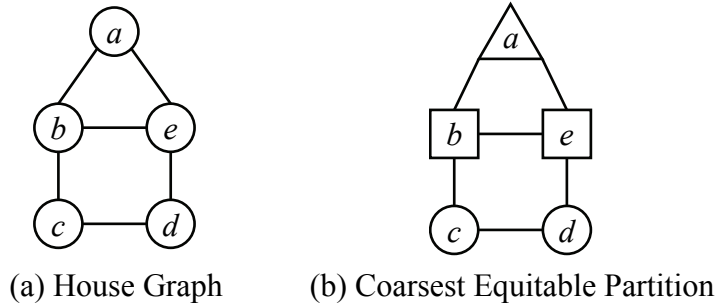 a
a
b e
b e
c d
c d
(a) House Graph
(b) Coarsest Equitable Partition